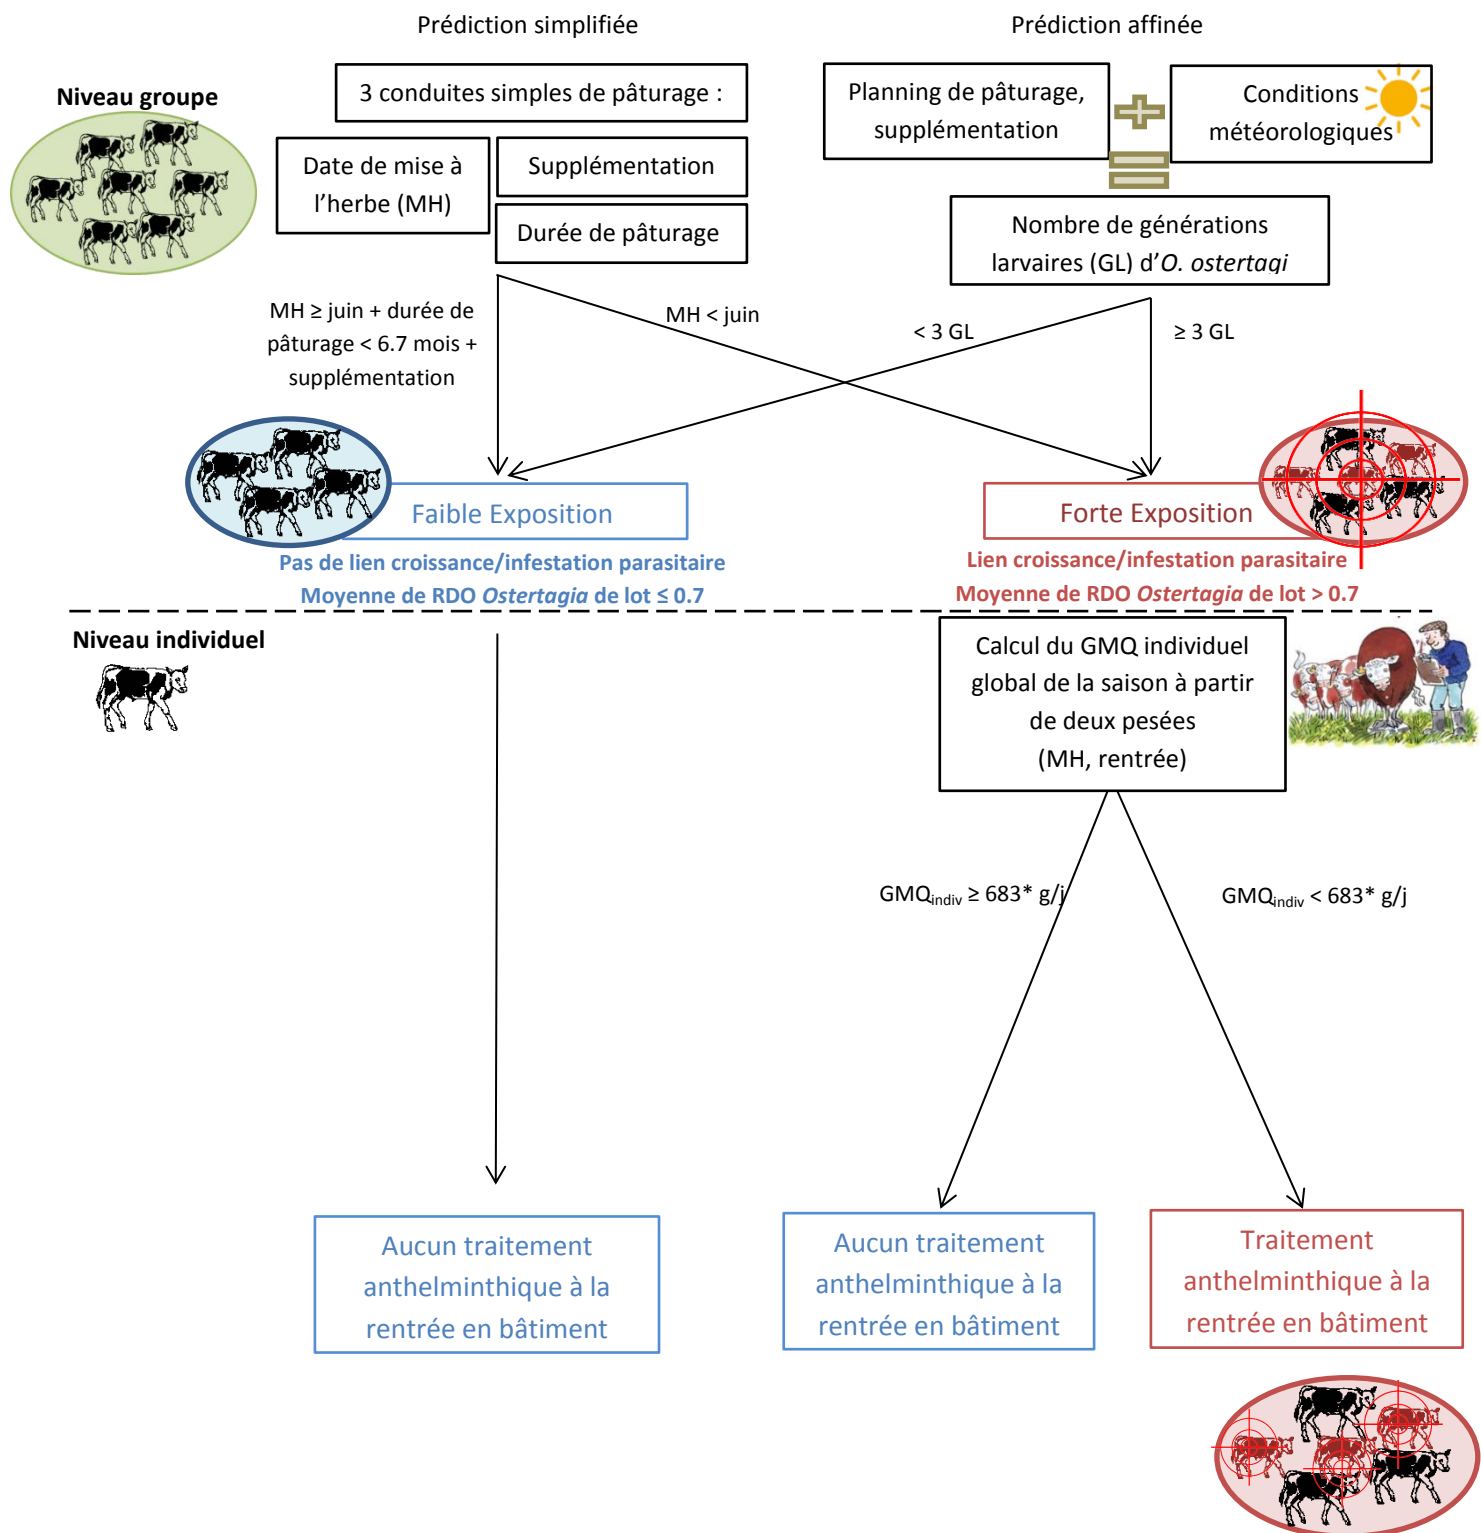 Prédiction simplifiée
Prédiction affinée
Niveau groupe
3 conduites simples de pâturage :
Date de mise à
l'herbe (MH)
Supplémentation
Durée de pâturage
Planning de pâturage,
supplémentation
Conditions
météorologiques
Nombre de générations
larvaires (GL) d'O. ostertagi
MH ≥ juin + durée de
pâturage < 6.7 mois +
supplémentation
MH < juin
< 3 GL
≥ 3 GL
Faible Exposition
Forte Exposition
Pas de lien croissance/infestation parasitaire
Moyenne de RDO Ostertagia de lot ≤ 0.7
Lien croissance/infestation parasitaire
Moyenne de RDO Ostertagia de lot > 0.7
Niveau individuel
Calcul du GMQ individuel
global de la saison à partir
de deux pesées
(MH, rentrée)
GMQindiv ≥ 683* g/j
GMQindiv < 683* g/j
Aucun traitement
anthelminthique à la
rentrée en bâtiment
Aucun traitement
anthelminthique à la
rentrée en bâtiment
Traitement
anthelminthique à la
rentrée en bâtiment